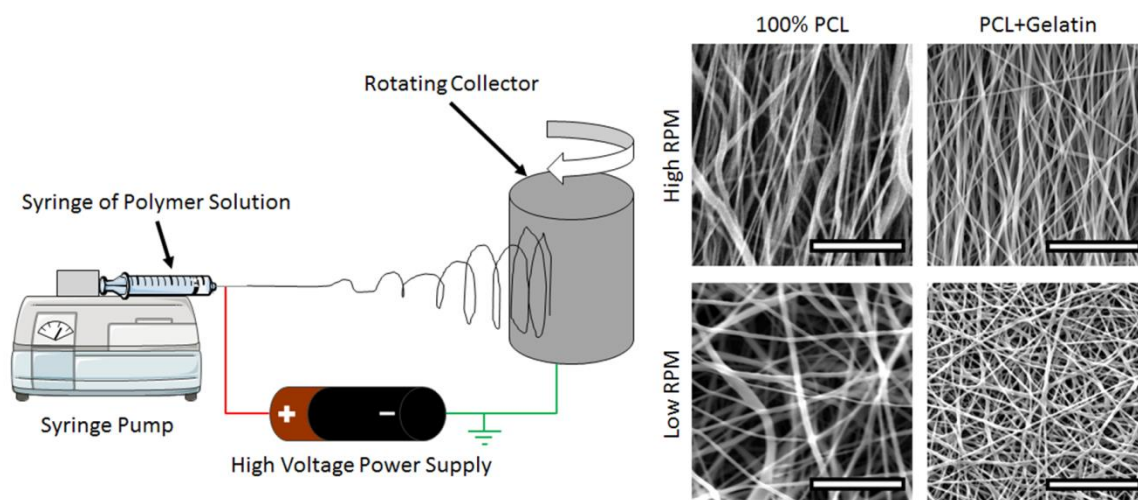 100% PCL
PCL+Gelatin
Rotating Collector
High RPM
Syringe of Polymer Solution
Low RPM
+
−
Syringe Pump
High Voltage Power Supply